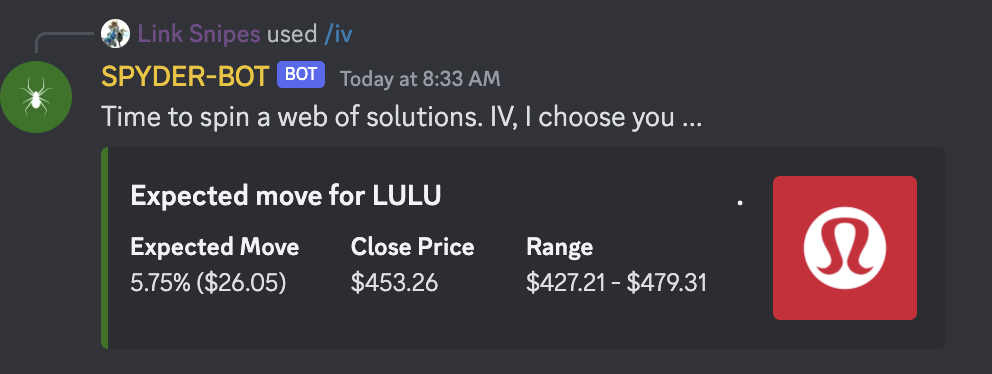 Link Snipes used /iv
SPYDER-BOT BOT Today at 8:33 AM
Time to spin a web of solutions. IV, I choose you ...
Expected move for LULU .
Expected Move Close Price Range
5.75% ($26.05) $453.26 $427.21 - $479.31